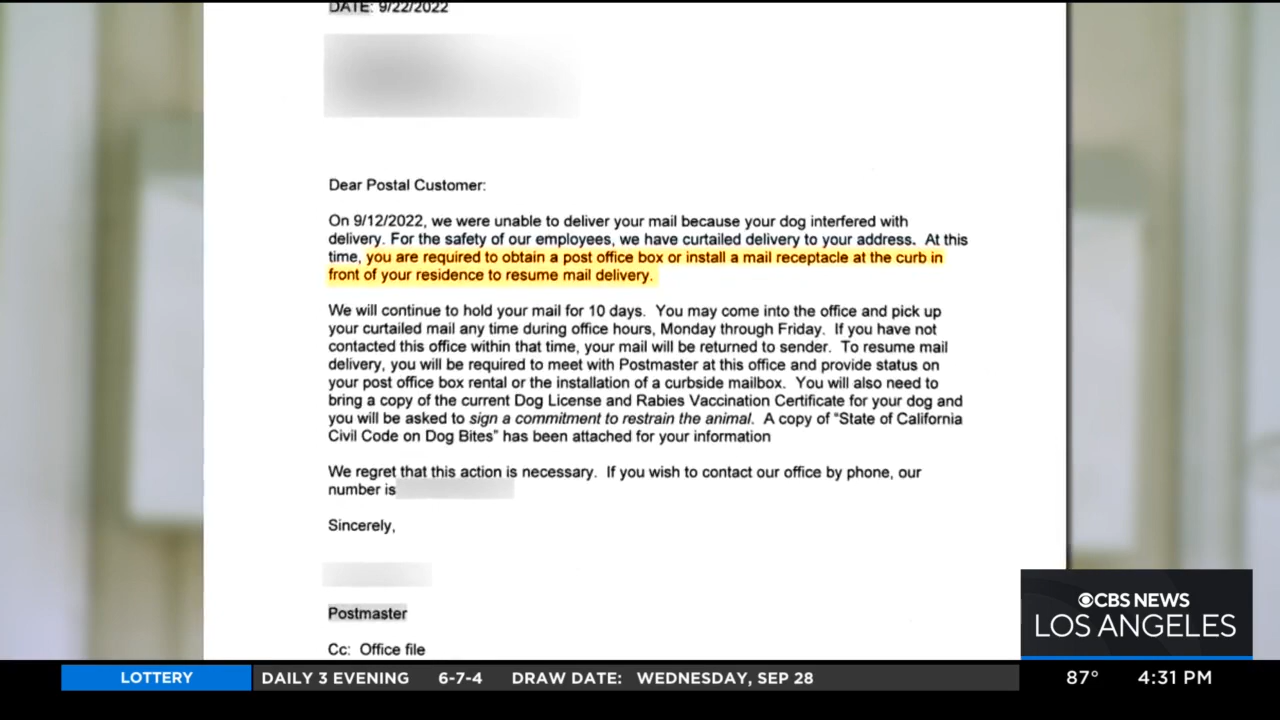 DATE: 9/22/2022
Dear Postal Customer:
On 9/12/2022, we were unable to deliver your mail because your dog interfered with
delivery. For the safety of our employees, we have curtailed delivery to your address. At this
time, you are required to obtain a post office box or install a mail receptacle at the curb in
front of your residence to resume mail delivery.
We will continue to hold your mail for 10 days. You may come into the office and pick up
your curtailed mail any time during office hours, Monday through Friday. If you have not
contacted this office within that time, your mail will be returned to sender. To resume mail
delivery, you will be required to meet with Postmaster at this office and provide status on
your post office box rental or the installation of a curbside mailbox. You will also need to
bring a copy of the current Dog License and Rabies Vaccination Certificate for your dog and
you will be asked to sign a commitment to restrain the animal. A copy of “State of California
Civil Code on Dog Bites” has been attached for your information
We regret that this action is necessary. If you wish to contact our office by phone, our
number is
Sincerely,
Postmaster
Cc: Office file
CBS NEWS
LOS ANGELES
LOTTERY DAILY 3 EVENING 6-7-4 DRAW DATE: WEDNESDAY, SEP 28 87° 4:31 PM